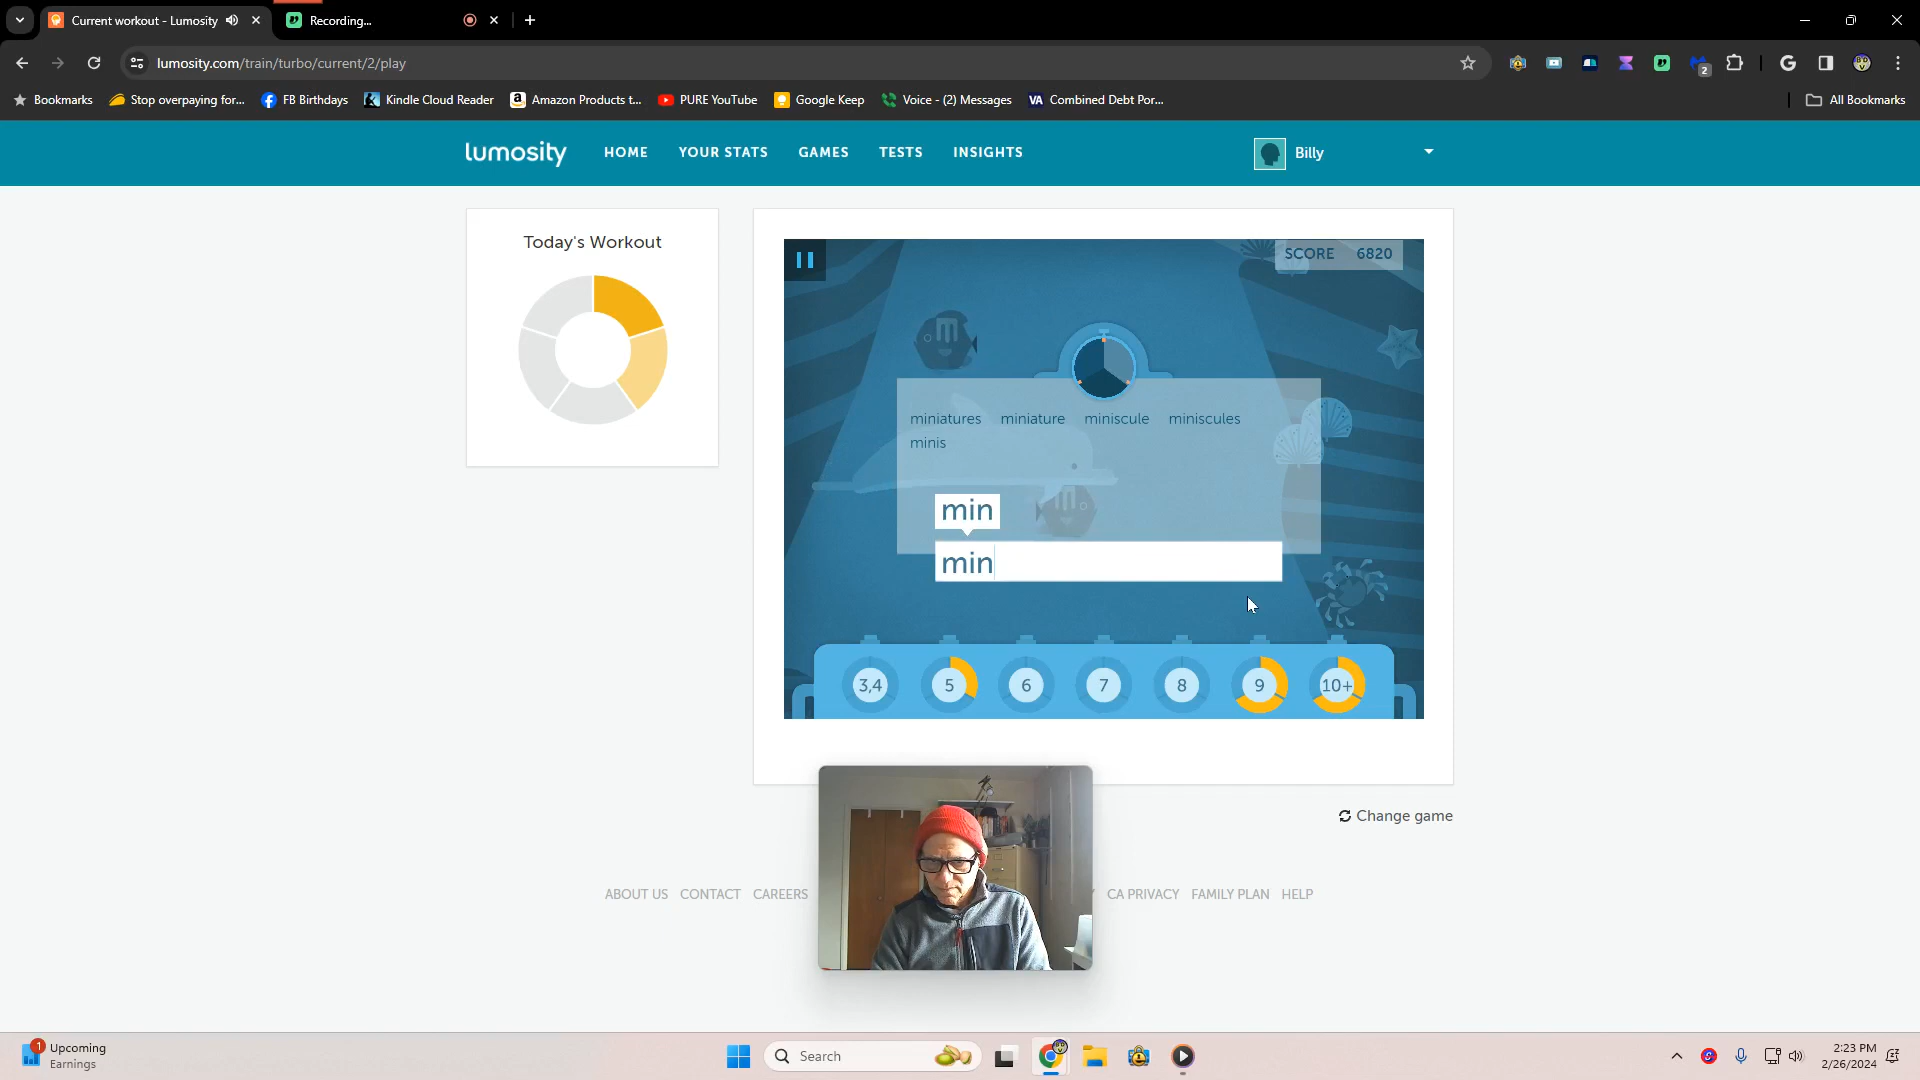 Current workout - Lumosity
Recording...
lumosity.com/train/turbo/current/2/play
2
Bookmarks
Stop overpaying for...
FB Birthdays
Kindle Cloud Reader
Amazon Products t...
PURE YouTube
Google Keep
Voice - (2) Messages
VA Combined Debt Por...
All Bookmarks
lumosity
HOME
YOUR STATS
GAMES
TESTS
INSIGHTS
Billy
Today's Workout
SCORE 6820
miniatures miniature miniscule miniscules
minis
min
min
3,4 5 6 7 8 9 10+
Change game
ABOUT US CONTACT CAREERS
CA PRIVACY FAMILY PLAN HELP
1
Upcoming
Earnings
Search
2:23 PM
2/26/2024